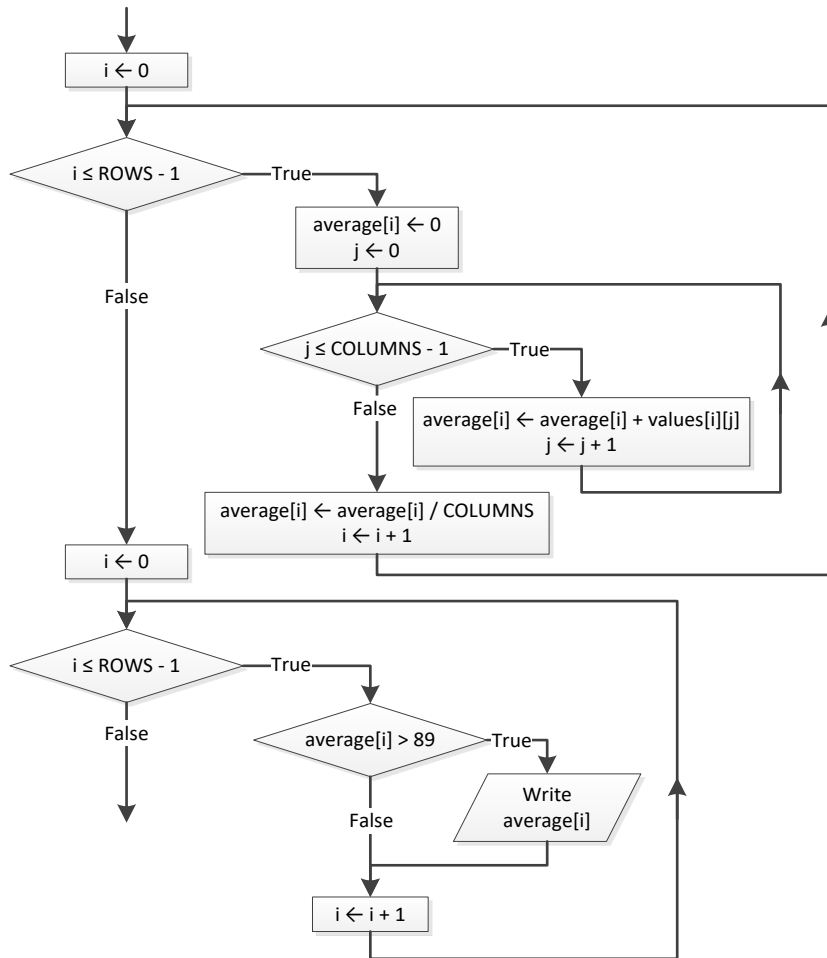 i ← 0
i ≤ ROWS - 1
True
average[i] ← 0
j ← 0
False
j ≤ COLUMNS - 1
True
False
average[i] ← average[i] + values[i][j]
j ← j + 1
average[i] ← average[i] / COLUMNS
i ← i + 1
i ← 0
i ≤ ROWS - 1
True
False
average[i] > 89
True
Write
average[i]
False
i ← i + 1